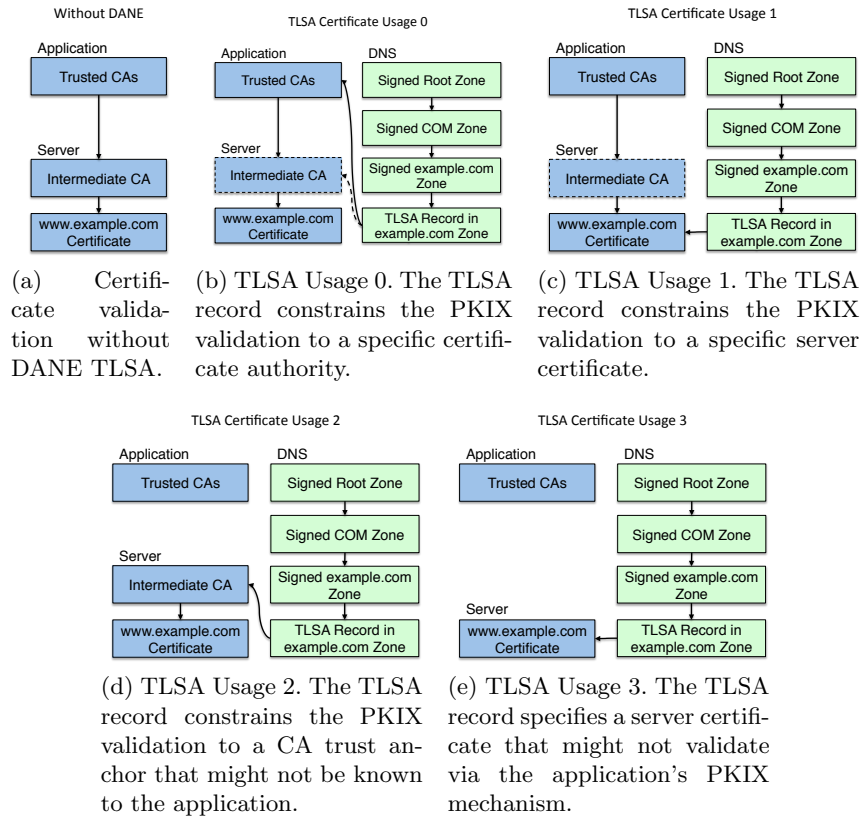 Without DANE
Application
Trusted CAs
Server
Intermediate CA
www.example.com
Certificate
(a) Certifi-
cate valida-
tion without
DANE TLSA.
TLSA Certificate Usage 0
Application
DNS
Trusted CAs
Signed Root Zone
Signed COM Zone
Server
Intermediate CA
Signed example.com
Zone
www.example.com
Certificate
TLSA Record in
example.com Zone
(b) TLSA Usage 0. The TLSA
record constrains the PKIX
validation to a specific certifi-
cate authority.
TLSA Certificate Usage 1
Application
DNS
Trusted CAs
Signed Root Zone
Signed COM Zone
Server
Intermediate CA
Signed example.com
Zone
www.example.com
Certificate
TLSA Record in
example.com Zone
(c) TLSA Usage 1. The TLSA
record constrains the PKIX
validation to a specific server
certificate.
TLSA Certificate Usage 2
Application
DNS
Trusted CAs
Signed Root Zone
Signed COM Zone
Server
Intermediate CA
Signed example.com
Zone
www.example.com
Certificate
TLSA Record in
example.com Zone
(d) TLSA Usage 2. The TLSA
record constrains the PKIX
validation to a CA trust an-
chor that might not be known
to the application.
TLSA Certificate Usage 3
Application
DNS
Trusted CAs
Signed Root Zone
Signed COM Zone
Signed example.com
Zone
Server
www.example.com
Certificate
TLSA Record in
example.com Zone
(e) TLSA Usage 3. The TLSA
record specifies a server certifi-
cate that might not validate
via the application's PKIX
mechanism.